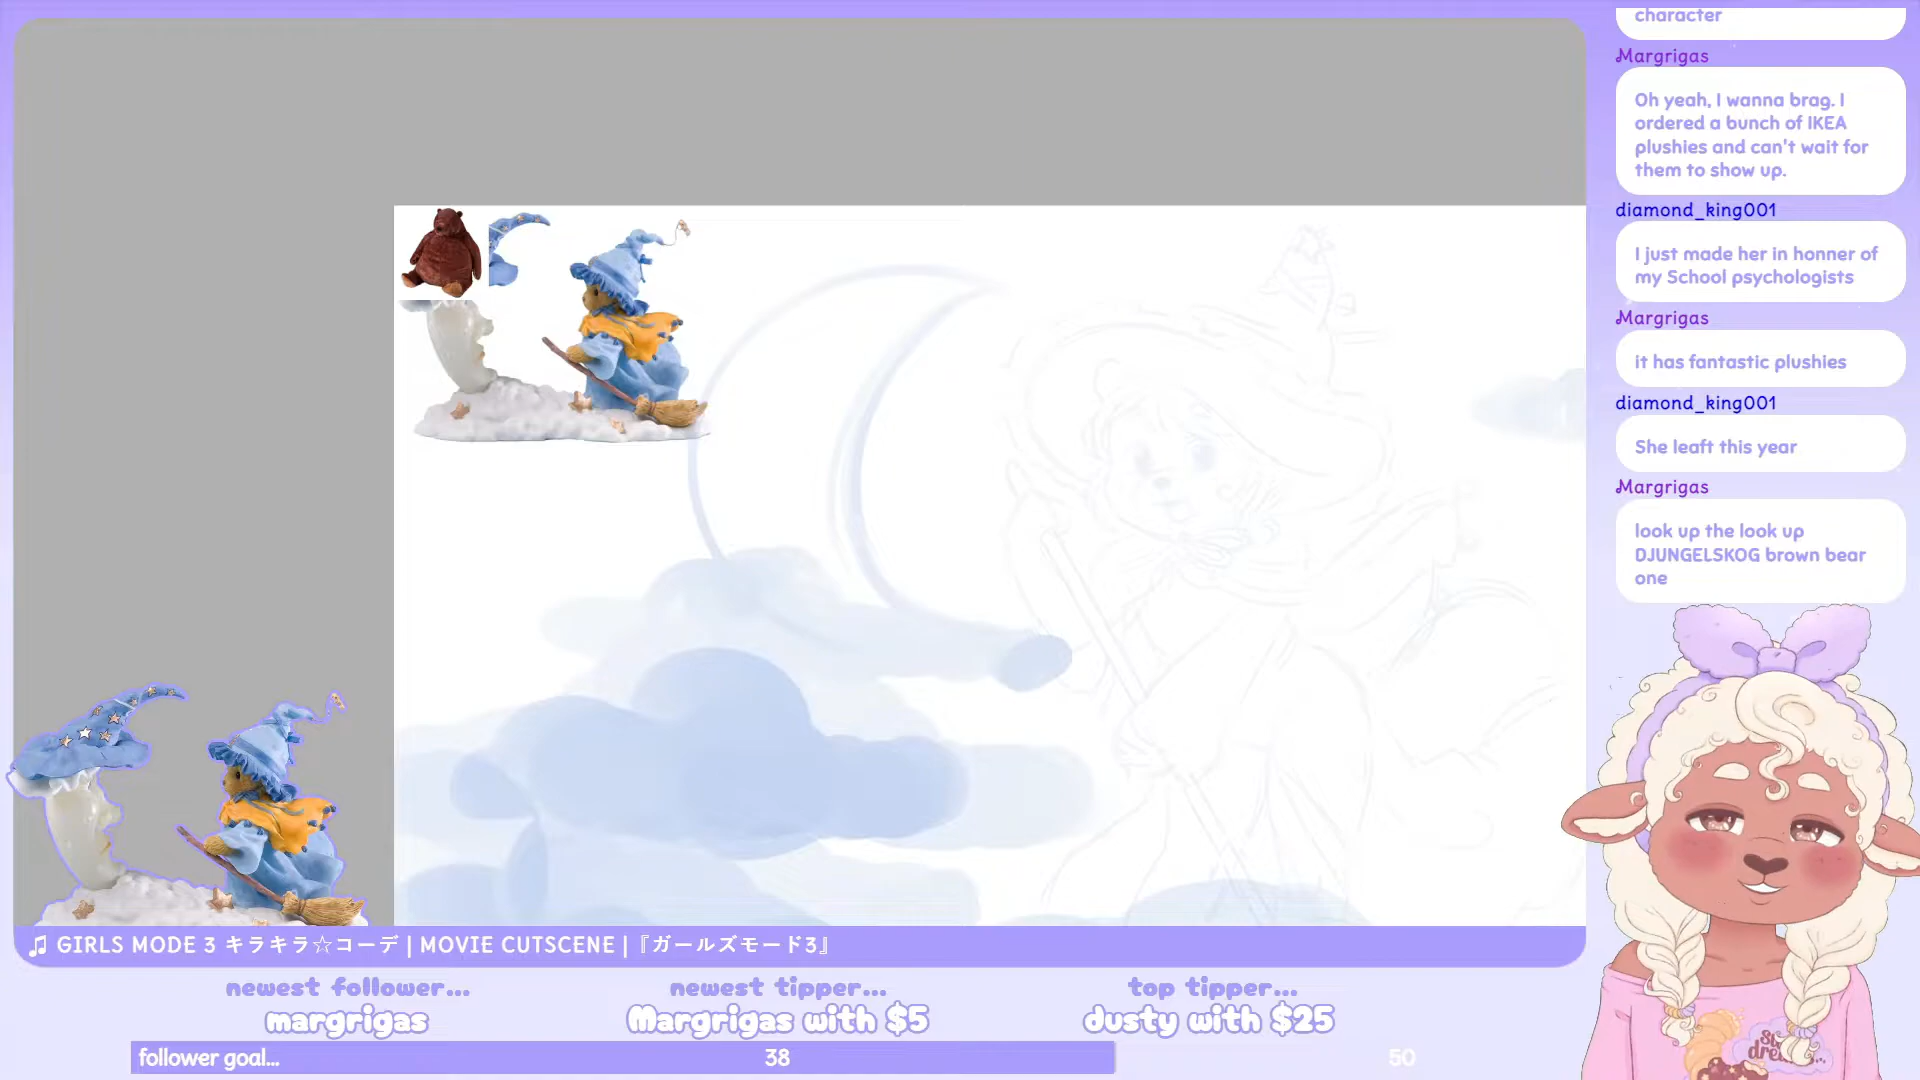 character
Margrigas
Oh yeah, I wanna brag. I
ordered a bunch of IKEA
plushies and can't wait for
them to show up.
diamond_king001
I just made her in honner of
my School psychologists
Margrigas
it has fantastic plushies
diamond_king001
She leaft this year
Margrigas
look up the look up
DJUNGELSKOG brown bear
one
♫ GIRLS MODE 3 キラキラ☆コーデ | MOVIE CUTSCENE |『ガールズモード3』
newest follower...
margrigas
newest tipper...
Margrigas with $5
top tipper...
dusty with $25
follower goal...
38
50